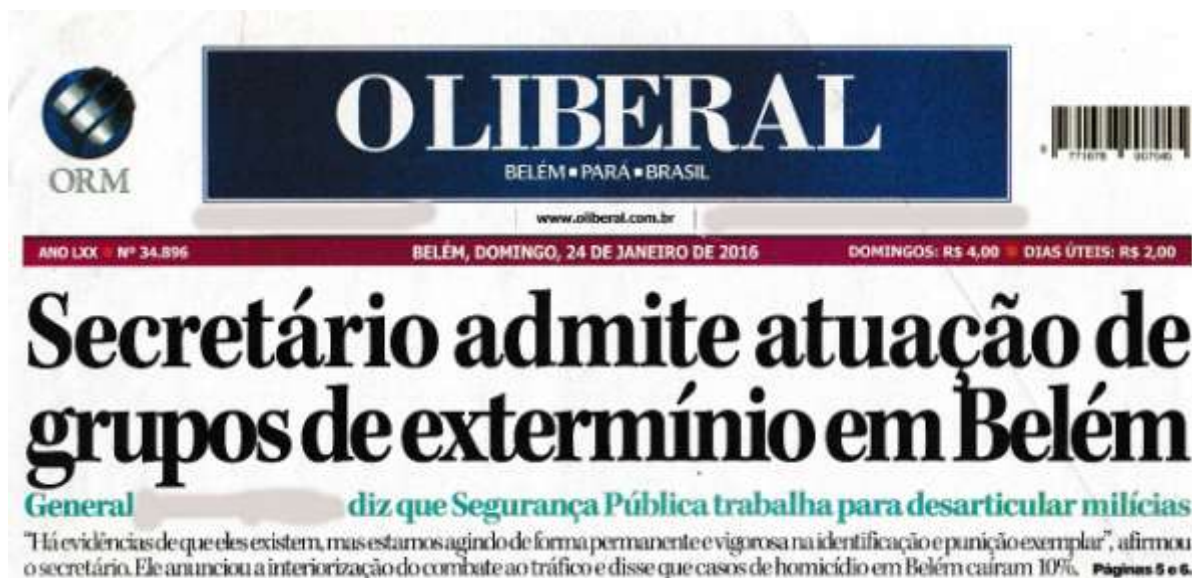 ORM
O LIBERAL
BELÉM ▪ PARÁ ▪ BRASIL
www.oliberal.com.br
ANO LXX ▪ Nº 34.896 BELÉM, DOMINGO, 24 DE JANEIRO DE 2016 DOMINGOS: R$ 4,00 ▪ DIAS ÚTEIS: R$ 2,00
Secretário admite atuação de
grupos de extermínio em Belém
General diz que Segurança Pública trabalha para desarticular milícias
"Há evidências de que eles existem, mas estamos agindo de forma permanente e vigorosa na identificação e punição exemplar", afirmou
o secretário. Ele anunciou a interiorização do combate ao tráfico e disse que casos de homicídio em Belém caíram 10%. Páginas 5 e 6.